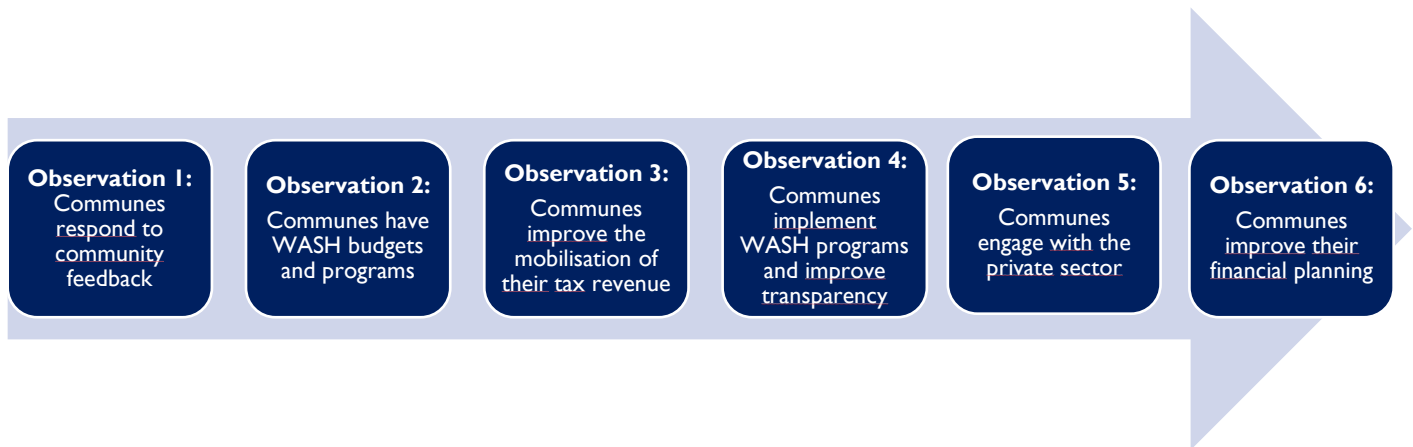 Observation 1:
Communes
respond to
community
feedback
Observation 2:
Communes have
WASH budgets
and programs
Observation 3:
Communes
improve the
mobilisation of
their tax revenue
Observation 4:
Communes
implement
WASH programs
and improve
transparency
Observation 5:
Communes
engage with the
private sector
Observation 6:
Communes
improve their
financial planning